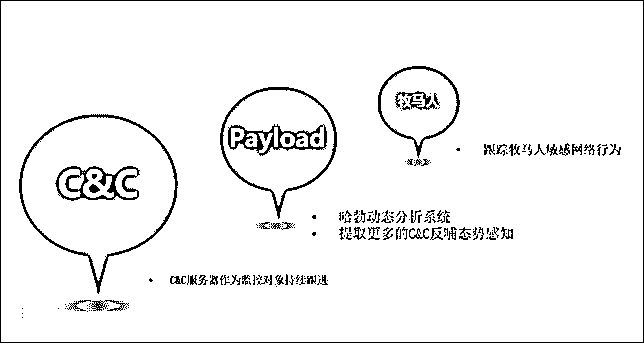 牧马人
Payload
C&C
• 跟踪牧马人敏感网络行为
• 哈勃动态分析系统
• 提取更多的C&C反哺态势感知
• C&C服务器作为监控对象持续跟进